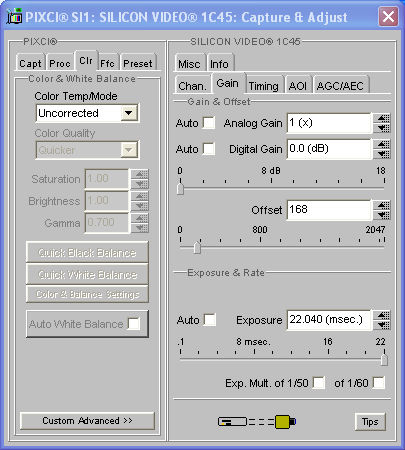 PIXCI® SI1: SILICON VIDEO® 1C45: Capture & Adjust
PIXCI®
Capt Proc Clr Ffc Preset
Color & White Balance
Color Temp/Mode
Uncorrected
Color Quality
Quicker
Saturation 1.00
Brightness 1.00
Gamma 0.700
Quick Black Balance
Quick White Balance
Color & Balance Settings
Auto White Balance
Custom Advanced >>
SILICON VIDEO® 1C45
Misc Info
Chan. Gain Timing AOI AGC/AEC
Gain & Offset
Auto Analog Gain 1 (x)
Auto Digital Gain 0.0 (dB)
0 8 dB 18
Offset 168
0 800 2047
Exposure & Rate
Auto Exposure 22.040 (msec.)
.1 8 msec. 16 22
Exp. Mult. of 1/50 of 1/60
Tips